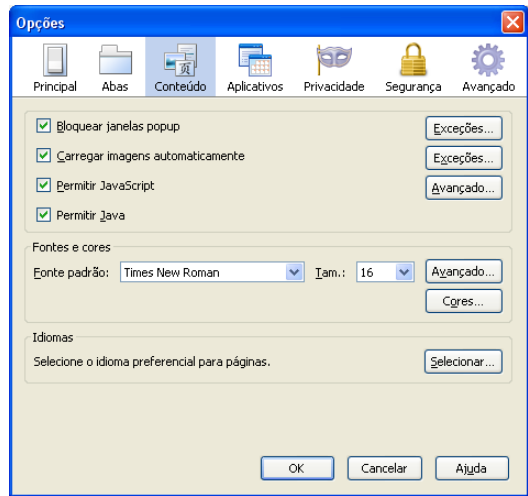 Opções
Principal Abas Conteúdo Aplicativos Privacidade Segurança Avançado
Bloquear janelas popup Exceções...
Carregar imagens automaticamente Exceções...
Permitir JavaScript Avançado...
Permitir Java
Fontes e cores
Fonte padrão: Times New Roman Tam.: 16 Avançado...
Cores...
Idiomas
Selecione o idioma preferencial para páginas. Selecionar...
OK Cancelar Ajuda